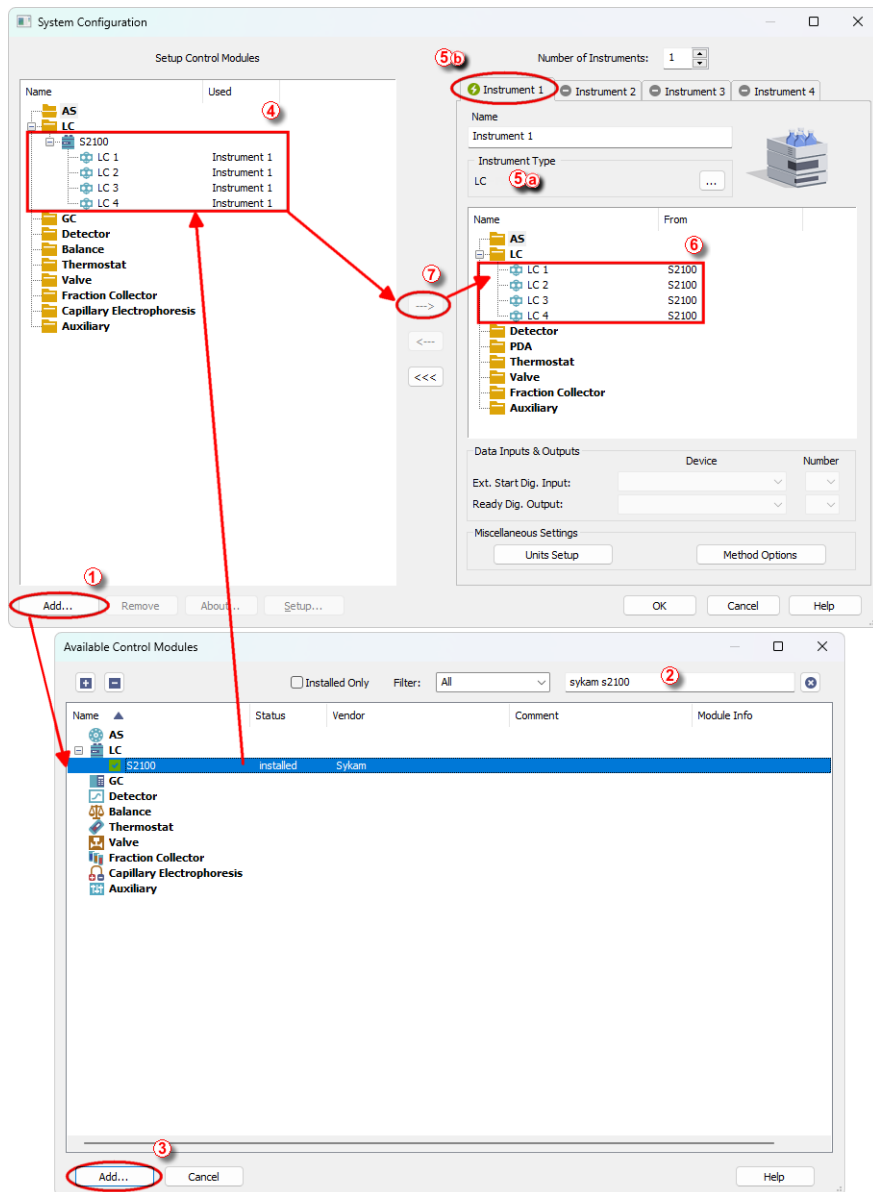 System Configuration
Setup Control Modules
5b
Number of Instruments: 1
Name Used
4
AS
LC
S2100
LC 1 Instrument 1
LC 2 Instrument 1
LC 3 Instrument 1
LC 4 Instrument 1
GC
Detector
Balance
Thermostat
Valve
Fraction Collector
Capillary Electrophoresis
Auxiliary
7
--->
<---
<<<
Instrument 1 Instrument 2 Instrument 3 Instrument 4
Name
Instrument 1
Instrument Type
LC 5a ...
Name From
6
AS
LC
LC 1 S2100
LC 2 S2100
LC 3 S2100
LC 4 S2100
Detector
PDA
Thermostat
Valve
Fraction Collector
Auxiliary
Data Inputs & Outputs
Device Number
Ext. Start Dig. Input:
Ready Dig. Output:
Miscellaneous Settings
Units Setup Method Options
1
Add... Remove About... Setup...
OK Cancel Help
Available Control Modules
Installed Only Filter: All sykam s2100 2
Name Status Vendor Comment Module Info
AS
LC
S2100 installed Sykam
GC
Detector
Balance
Thermostat
Valve
Fraction Collector
Capillary Electrophoresis
Auxiliary
3
Add... Cancel Help